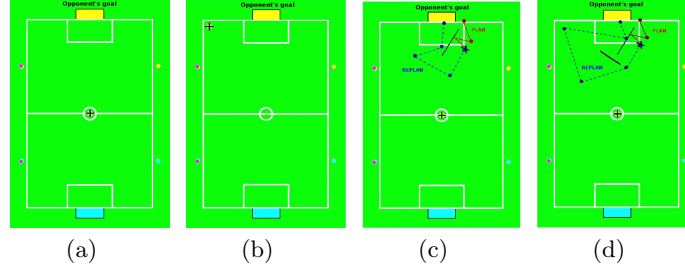 Opponent's goal
Opponent's goal
Opponent's goal
Opponent's goal
PLAN
REPLAN
PLAN
REPLAN
(a)
(b)
(c)
(d)